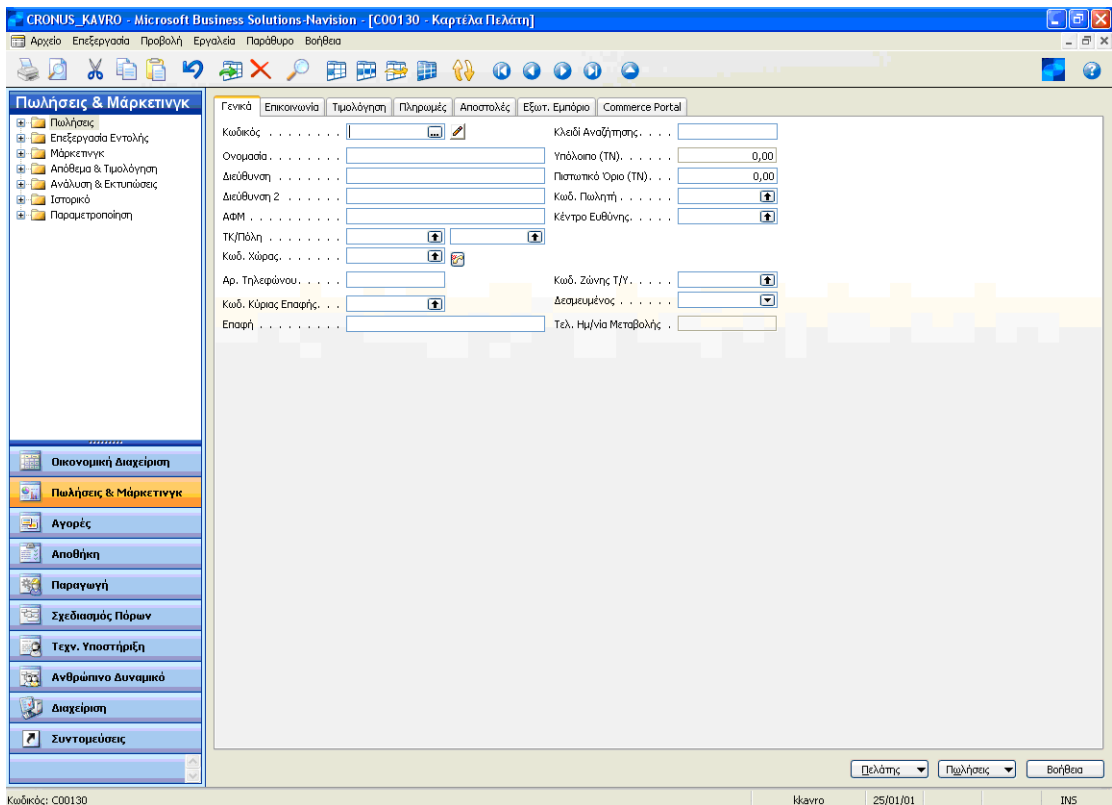 CRONUS_KAVRO - Microsoft Business Solutions-Navision - [C00130 - Καρτέλα Πελάτη]
Αρχείο Επεξεργασία Προβολή Εργαλεία Παράθυρο Βοήθεια
Πωλήσεις & Μάρκετινγκ
Πωλήσεις
Επεξεργασία Εντολής
Μάρκετινγκ
Απόθεμα & Τιμολόγηση
Ανάλυση & Εκτυπώσεις
Ιστορικό
Παραμετροποίηση
Οικονομική Διαχείριση
Πωλήσεις & Μάρκετινγκ
Αγορές
Αποθήκη
Παραγωγή
Σχεδιασμός Πόρων
Τεχν. Υποστήριξη
Ανθρώπινο Δυναμικό
Διαχείριση
Συντομεύσεις
Γενικά Επικοινωνία Τιμολόγηση Πληρωμές Αποστολές Εξωτ. Εμπόριο Commerce Portal
Κωδικός . . . . . . . . Κλειδί Αναζήτησης. . . .
Ονομασία. . . . . . . . Υπόλοιπο (ΤΝ). . . . . . 0,00
Διεύθυνση . . . . . . . Πιστωτικό Όριο (ΤΝ). . . 0,00
Διεύθυνση 2 . . . . . . Κωδ. Πωλητή . . . . . .
ΑΦΜ . . . . . . . . . . Κέντρο Ευθύνης. . . . .
ΤΚ/Πόλη . . . . . . . .
Κωδ. Χώρας. . . . . . .
Αρ. Τηλεφώνου. . . . . Κωδ. Ζώνης Τ/Υ. . . . .
Κωδ. Κύριας Επαφής. . . Δεσμευμένος . . . . . .
Επαφή . . . . . . . . . Τελ. Ημ/νία Μεταβολής .
Πελάτης Πωλήσεις Βοήθεια
Κωδικός: C00130 kkavro 25/01/01 INS